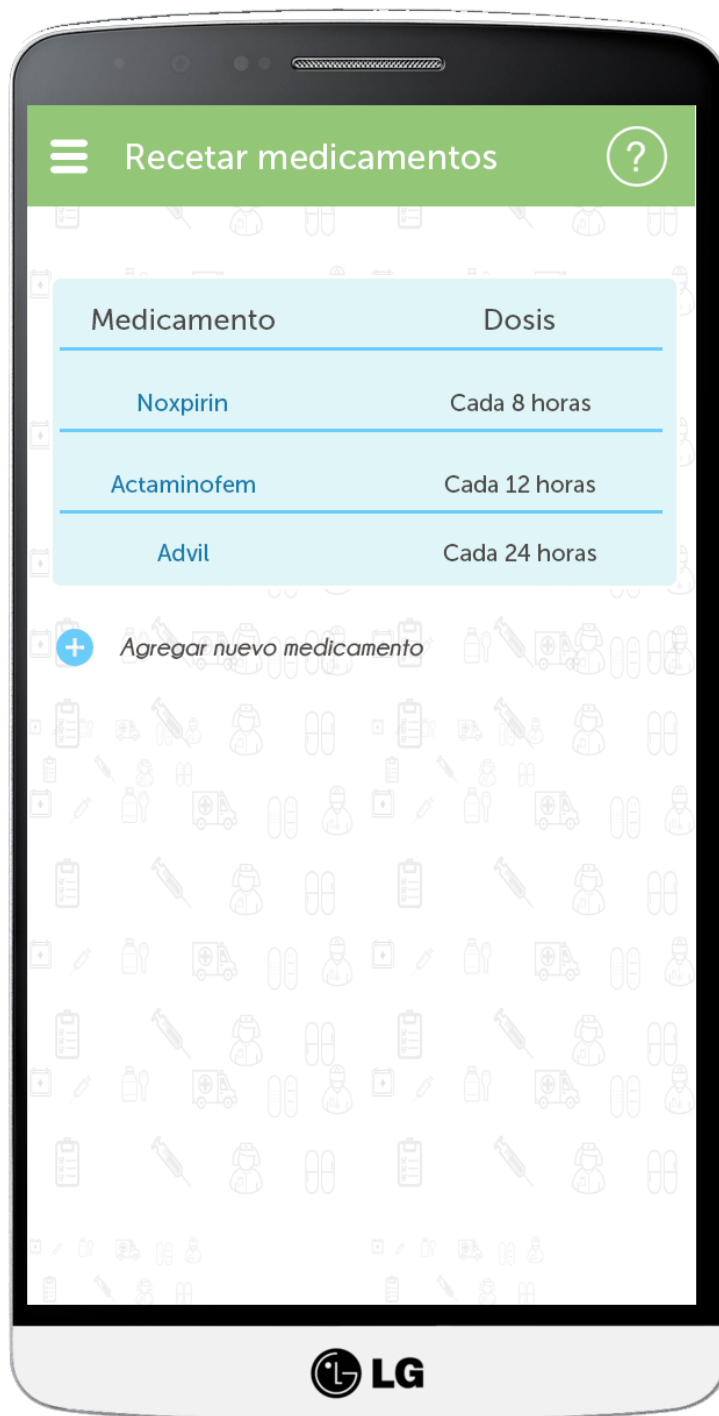 Recetar medicamentos ?
Medicamento Dosis
Noxpirin Cada 8 horas
Actaminofem Cada 12 horas
Advil Cada 24 horas
+ Agregar nuevo medicamento
LG